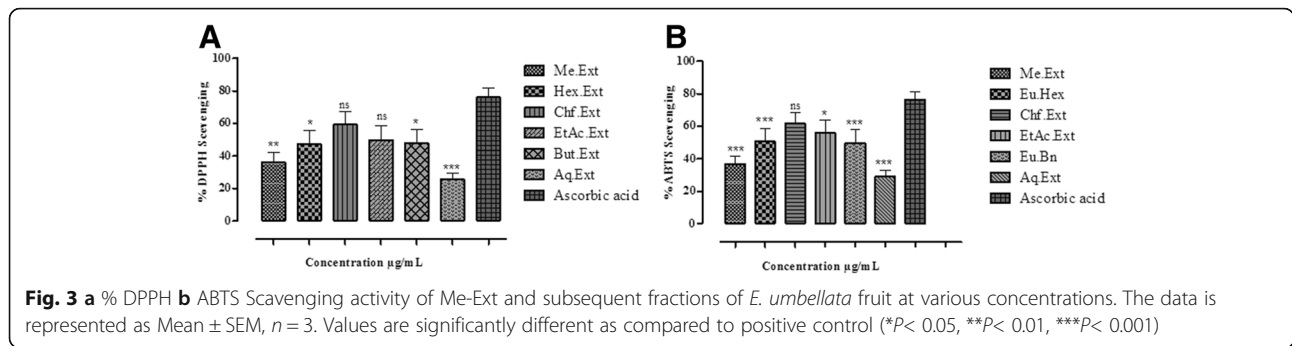 A
% DPPH Scevenging
100
80
60
40
20
0
**
*
ns
ns
*
***
Concentration µg/mL
Me.Ext
Hex.Ext
Chf.Ext
EtAc.Ext
But.Ext
Aq.Ext
Ascorbic acid
B
% ABTS Scavenging
100
80
60
40
20
0
***
***
ns
*
***
***
Concentration µg/mL
Me.Ext
Eu.Hex
Chf.Ext
EtAc.Ext
Eu.Bn
Aq.Ext
Ascorbic acid
Fig. 3 a % DPPH b ABTS Scavenging activity of Me-Ext and subsequent fractions of E. umbellata fruit at various concentrations. The data is
represented as Mean ± SEM, n = 3. Values are significantly different as compared to positive control (*P< 0.05, **P< 0.01, ***P< 0.001)